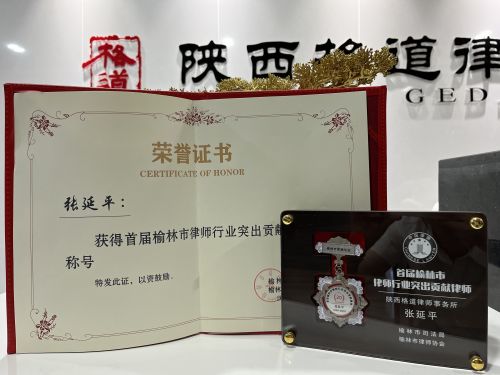 格道
陕西格道律
GED
荣誉证书
CERTIFICATE OF HONOR
张延平：
获得首届榆林市律师行业突出贡献
称号
特发此证，以资鼓励。
榆林
榆林
首届榆林市
律师行业突出贡献律师
陕西格道律师事务所
张延平
榆林市司法局
榆林市律师协会